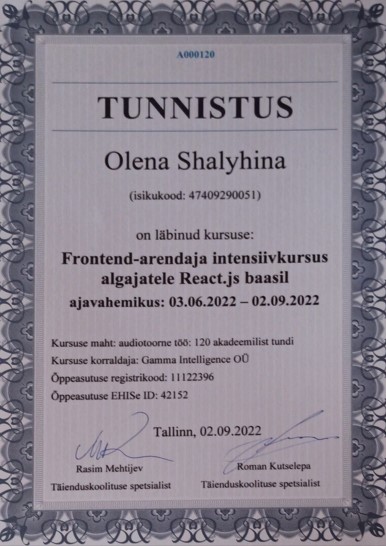 A000120
TUNNISTUS
Olena Shalyhina
(isikukood: 47409290051)
on läbinud kursuse:
Frontend-arendaja intensiivkursus
algajatele React.js baasil
ajavahemikus: 03.06.2022 – 02.09.2022
Kursuse maht: audiotoorne töö: 120 akadeemilist tundi
Kursuse korraldaja: Gamma Intelligence OÜ
Õppeasutuse registrikood: 11122396
Õppeasutuse EHISe ID: 42152
Tallinn, 02.09.2022
Rasim Mehtijev
Roman Kutselepa
Täienduskoolituse spetsialist
Täienduskoolituse spetsialist